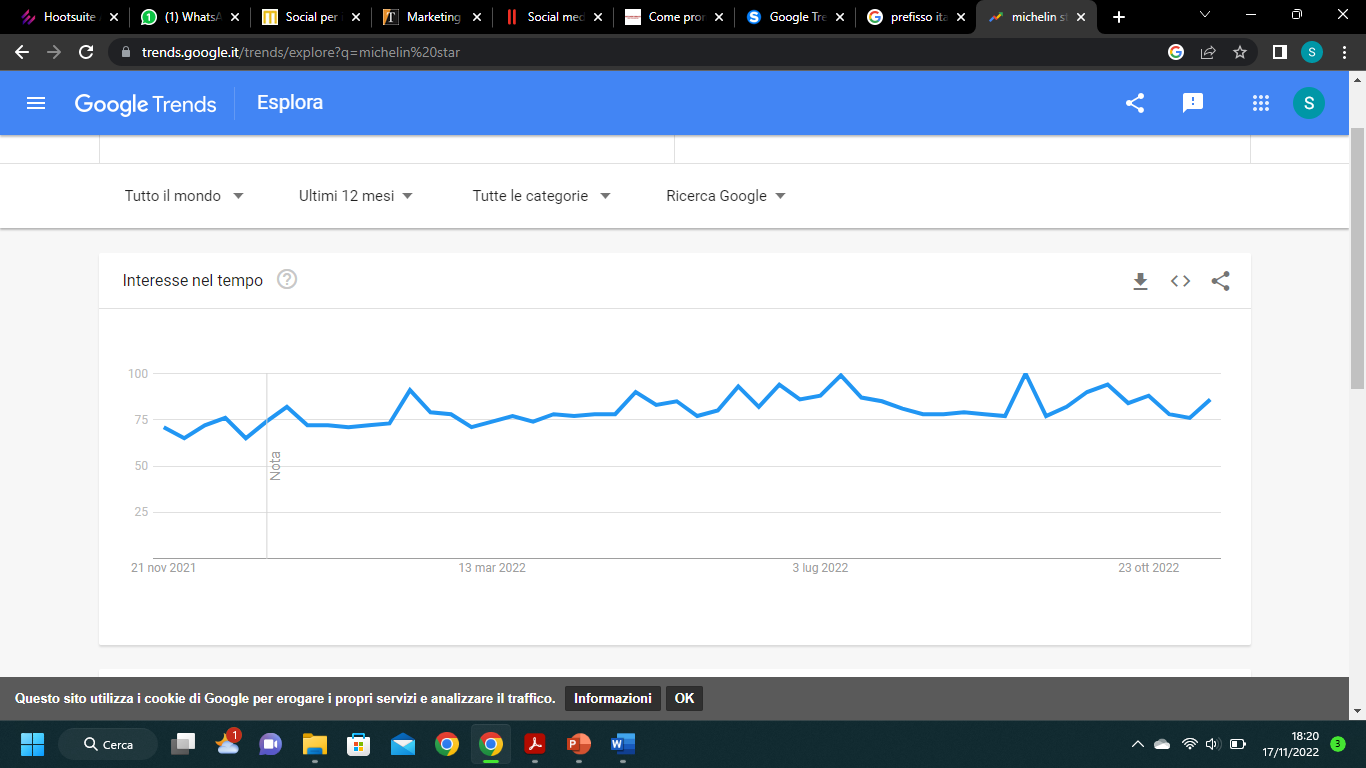 Hootsuite
(1) WhatsA
Social per
Marketing
Social med
Come pror
Google Tre
prefisso ita
michelin st
trends.google.it/trends/explore?q=michelin%20star
S
Google Trends
Esplora
S
Tutto il mondo
Ultimi 12 mesi
Tutte le categorie
Ricerca Google
Interesse nel tempo
100
75
50
25
Nota
21 nov 2021
13 mar 2022
3 lug 2022
23 ott 2022
Questo sito utilizza i cookie di Google per erogare i propri servizi e analizzare il traffico.
Informazioni
OK
Cerca
1
18:20
17/11/2022
3